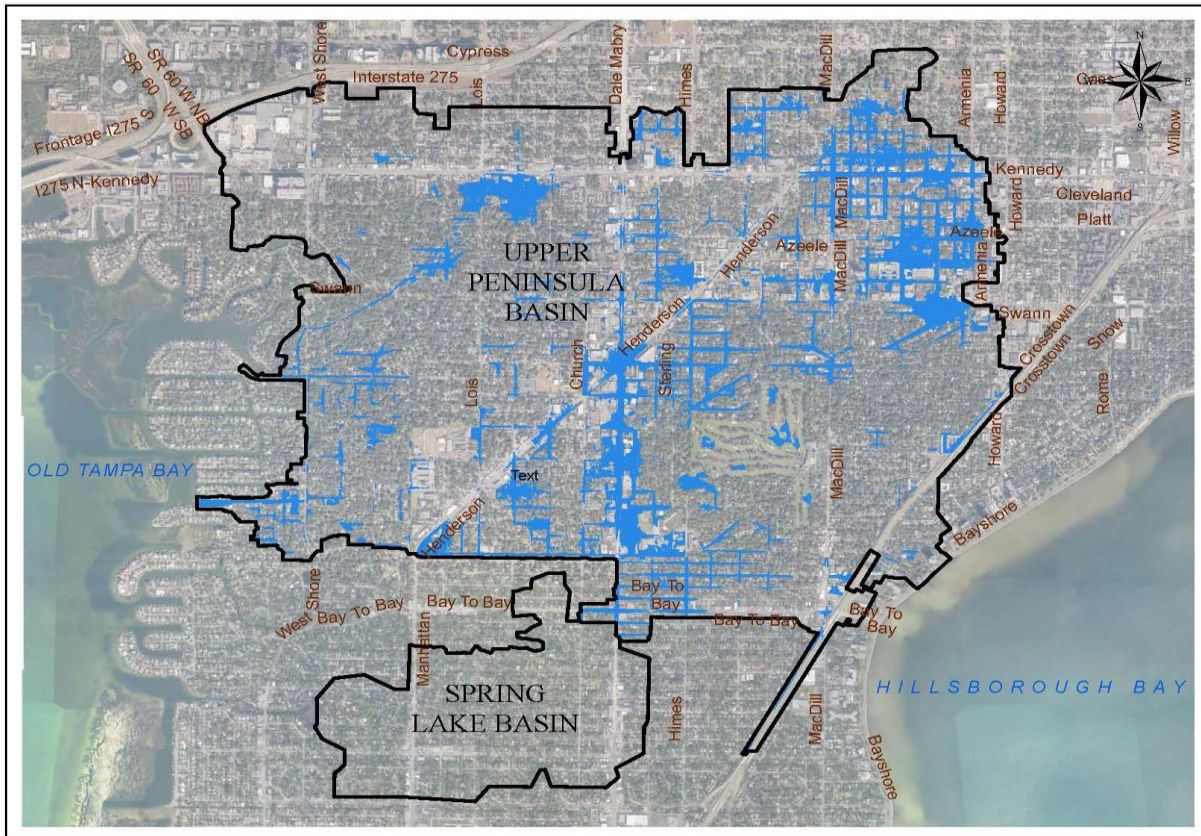 N
E
S
Cypress
West Shore
SR 60 W NB
SR 60 W SB
Interstate 275
Lois
Dale Mabry
Himes
MacDill
Armenia
Howard
Willow
Frontage-I275 S
I275 N-Kennedy
Kennedy
Howard
Cleveland
Platt
MacDill
Azeele
Azeele
Henderson
MacDill
Armenia
UPPER
PENINSULA
BASIN
Swann
Swann
Henderson
Crosstown
Crosstown
Snow
Church
Sterling
Lois
Rome
Howard
OLD TAMPA BAY
Text
MacDill
Henderson
Bayshore
West Shore
West Bay To Bay
Bay To Bay
Bay To
Bay
Bay To Bay
Bay To
Bay
Manhattan
SPRING
LAKE BASIN
Himes
MacDill
HILLSBOROUGH BAY
Bayshore